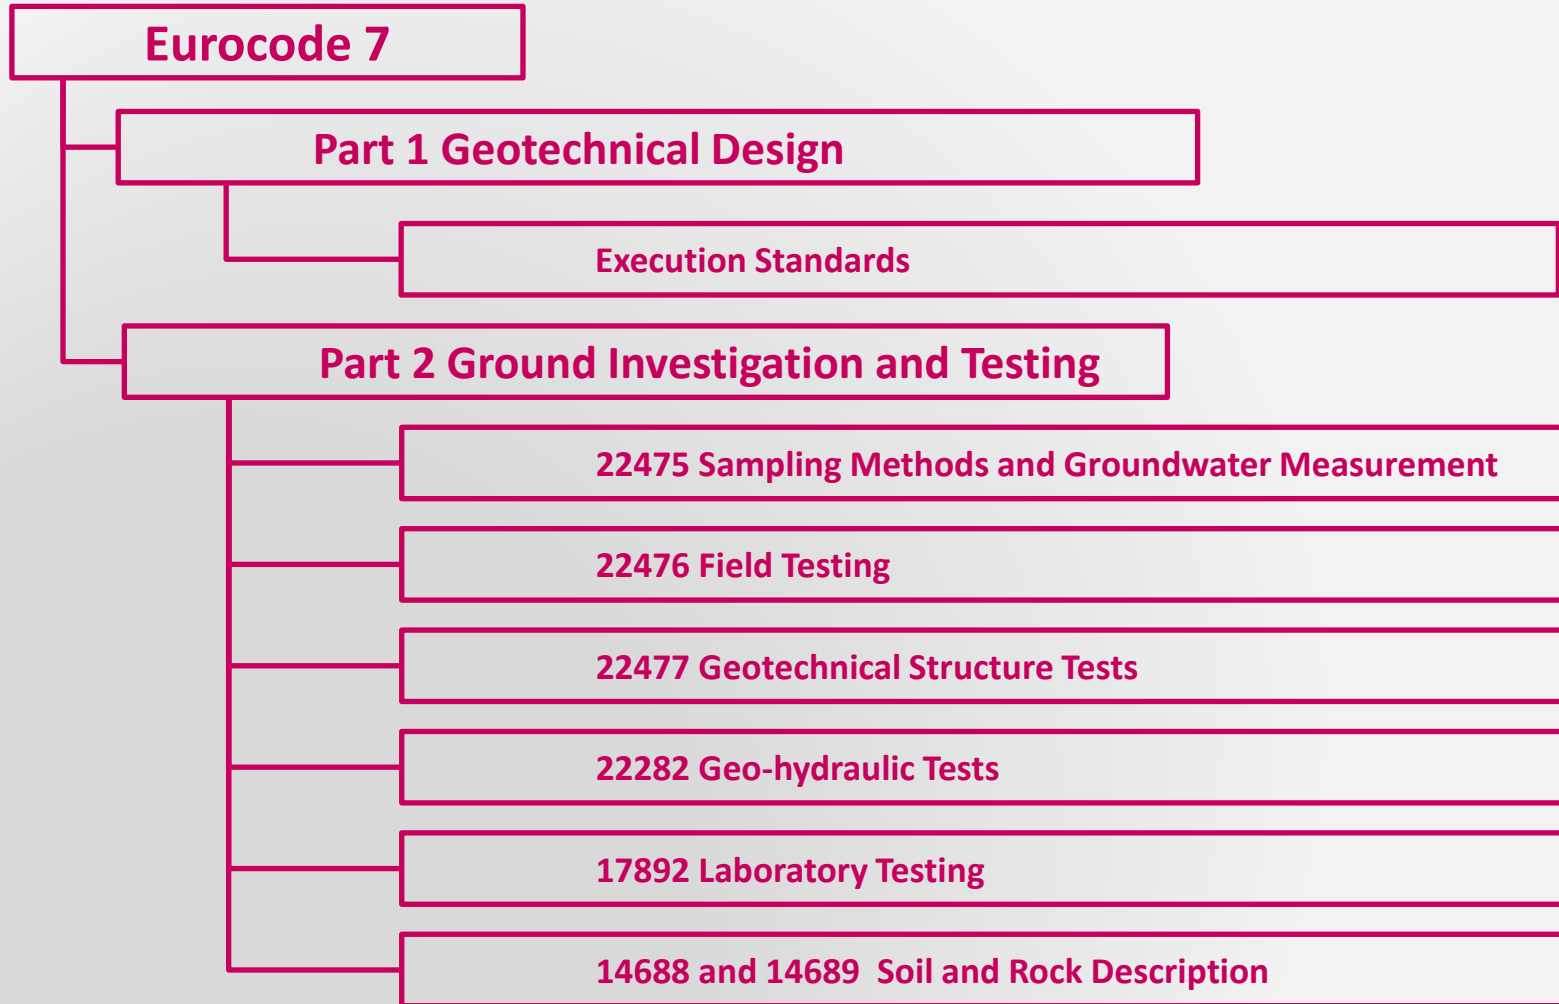 Eurocode 7
Part 1 Geotechnical Design
Execution Standards
Part 2 Ground Investigation and Testing
22475 Sampling Methods and Groundwater Measurement
22476 Field Testing
22477 Geotechnical Structure Tests
22282 Geo-hydraulic Tests
17892 Laboratory Testing
14688 and 14689 Soil and Rock Description